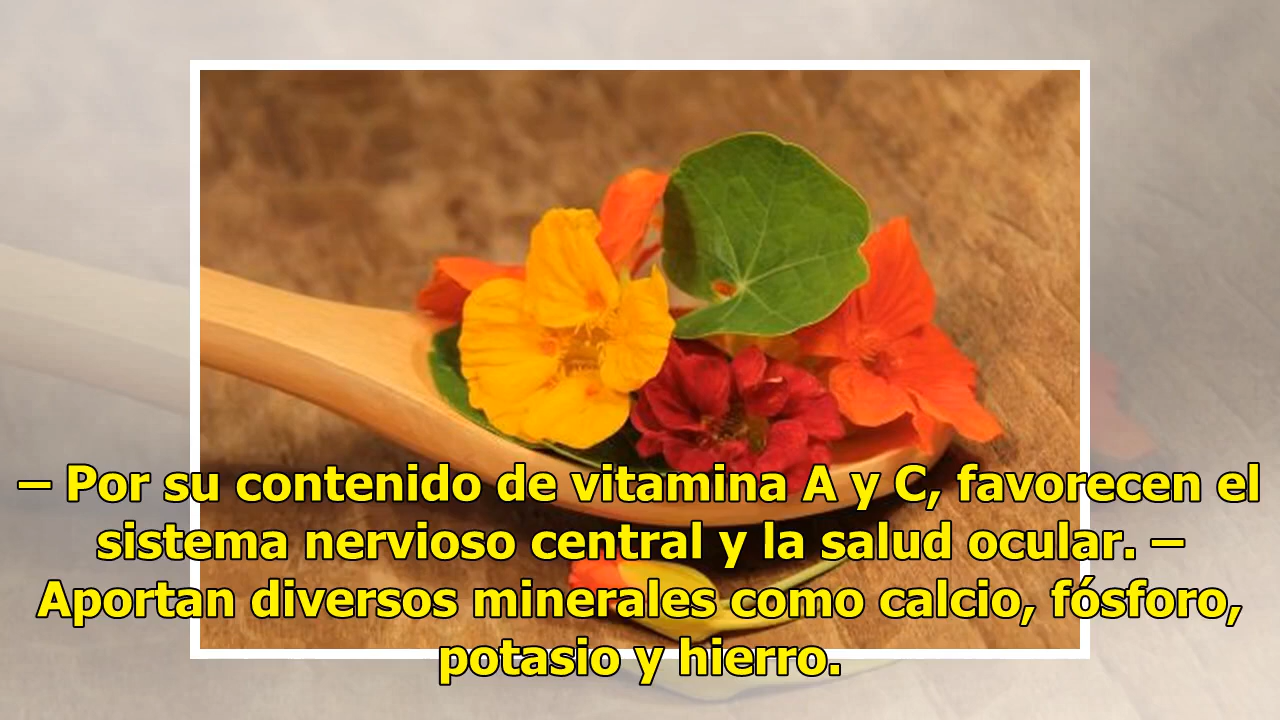 – Por su contenido de vitamina A y C, favorecen el
sistema nervioso central y la salud ocular. –
Aportan diversos minerales como calcio, fósforo,
potasio y hierro.